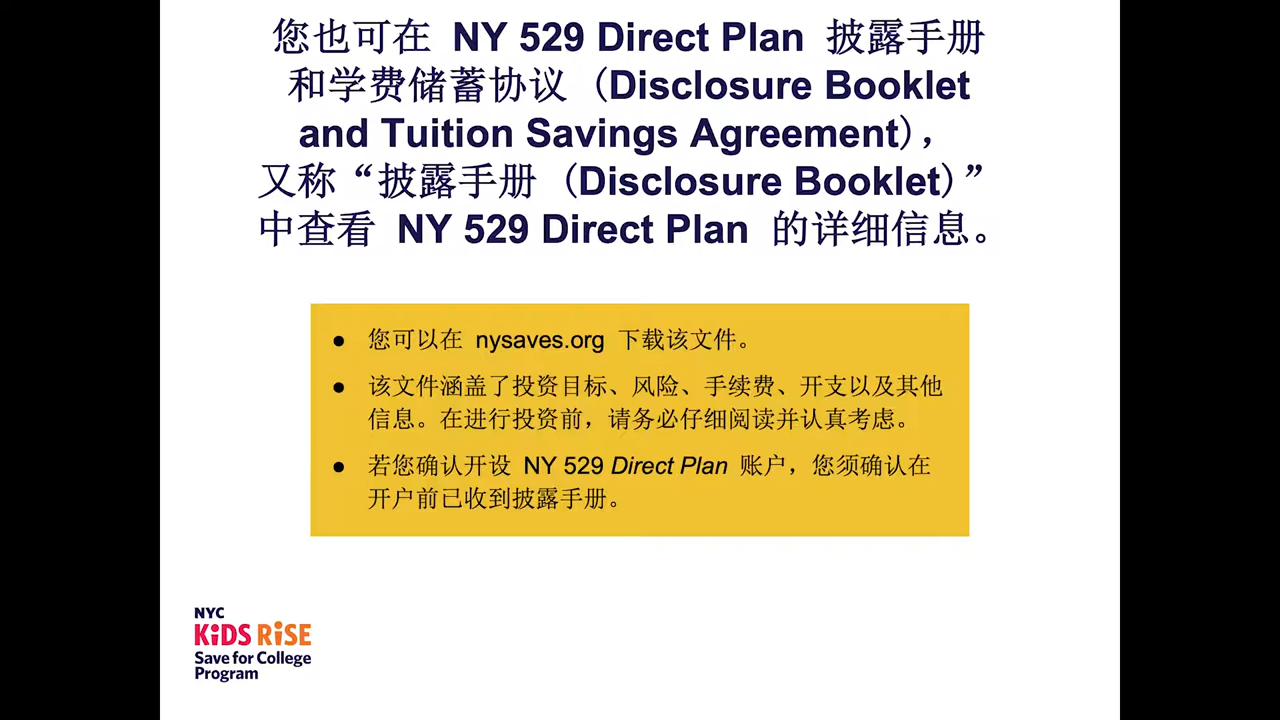 您也可在 NY 529 Direct Plan 披露手册
和学费储蓄协议 (Disclosure Booklet
and Tuition Savings Agreement),
又称“披露手册 (Disclosure Booklet)”
中查看 NY 529 Direct Plan 的详细信息。
● 您可以在 nysaves.org 下载该文件。
● 该文件涵盖了投资目标、风险、手续费、开支以及其他
信息。在进行投资前，请务必仔细阅读并认真考虑。
● 若您确认开设 NY 529 Direct Plan 账户，您须确认在
开户前已收到披露手册。
NYC
KiDS RiSE
Save for College
Program